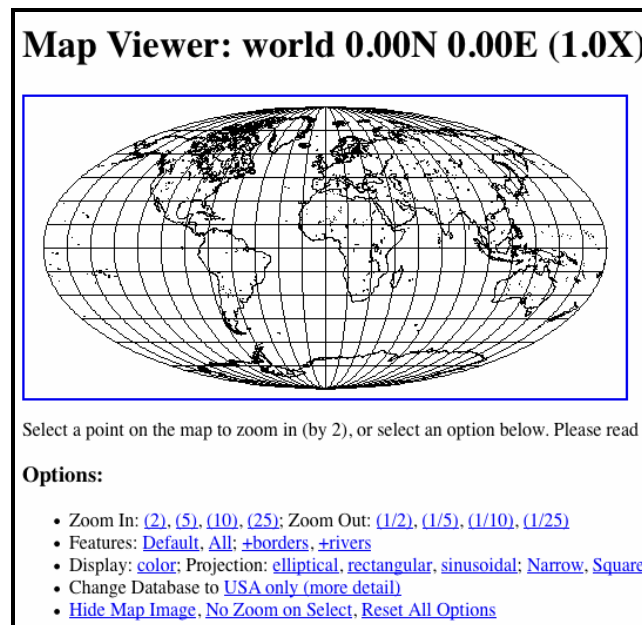 Map Viewer: world 0.00N 0.00E (1.0X)
Select a point on the map to zoom in (by 2), or select an option below. Please read
Options:
• Zoom In: (2), (5), (10), (25); Zoom Out: (1/2), (1/5), (1/10), (1/25)
• Features: Default, All; +borders, +rivers
• Display: color; Projection: elliptical, rectangular, sinusoidal; Narrow, Square
• Change Database to USA only (more detail)
• Hide Map Image, No Zoom on Select, Reset All Options